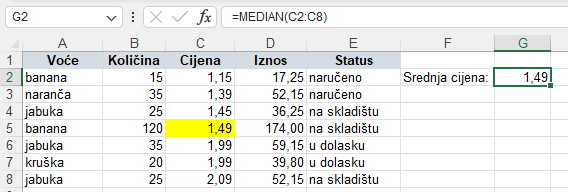 G2 fx =MEDIAN(C2:C8)
A B C D E F G
1 Voće Količina Cijena Iznos Status
2 banana 15 1,15 17,25 naručeno Srednja cijena: 1,49
3 naranča 35 1,39 52,15 naručeno
4 jabuka 25 1,45 36,25 na skladištu
5 banana 120 1,49 174,00 na skladištu
6 jabuka 35 1,99 59,15 u dolasku
7 kruška 20 1,99 39,80 u dolasku
8 jabuka 25 2,09 52,15 na skladištu